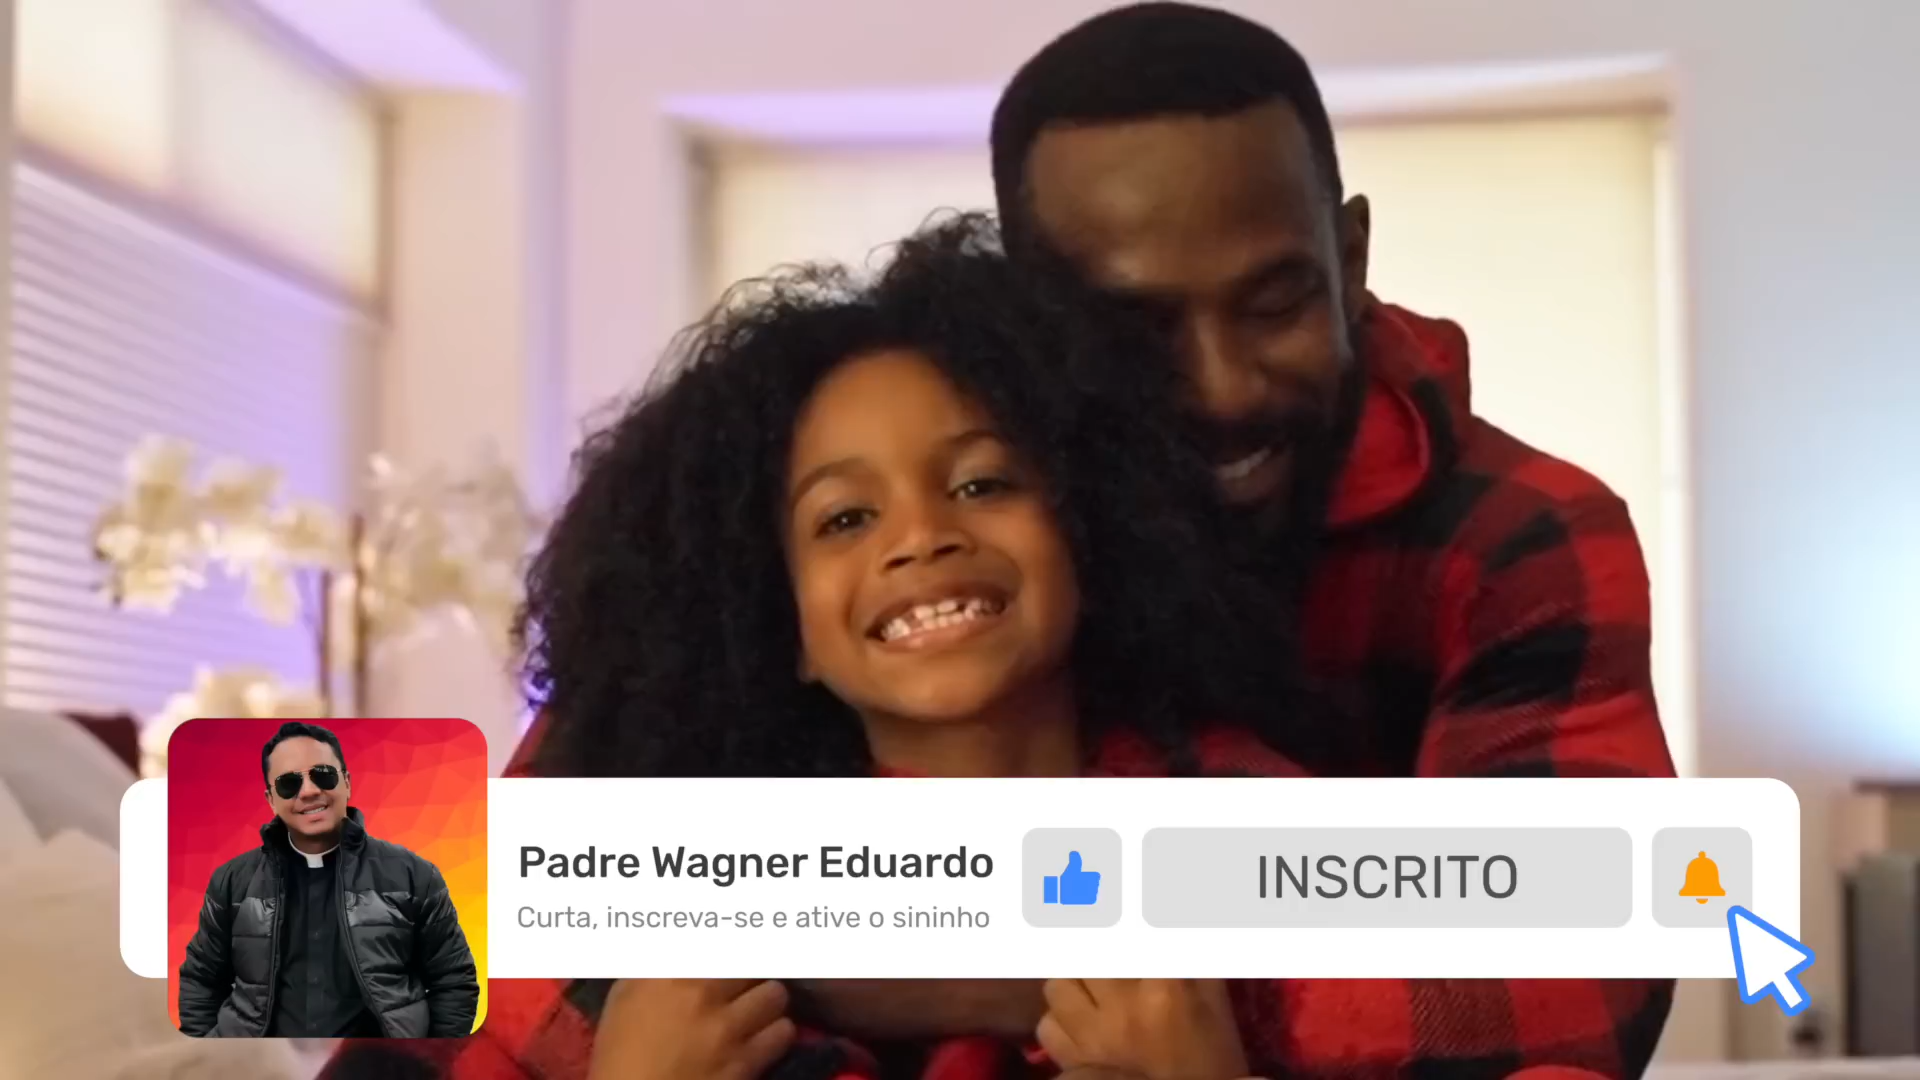 Padre Wagner Eduardo
Curta, inscreva-se e ative o sininho
INSCRITO